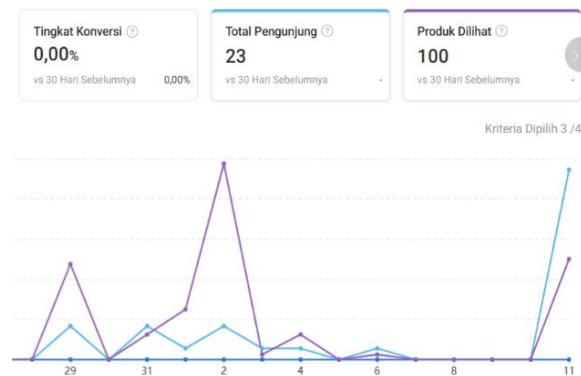 Tingkat Konversi
0,00%
vs 30 Hari Sebelumnya 0,00%
Total Pengunjung
23
vs 30 Hari Sebelumnya -
Produk Dilihat
100
vs 30 Hari Sebelumnya -
Kriteria Dipilih 3 /4
29 31 2 4 6 8 11